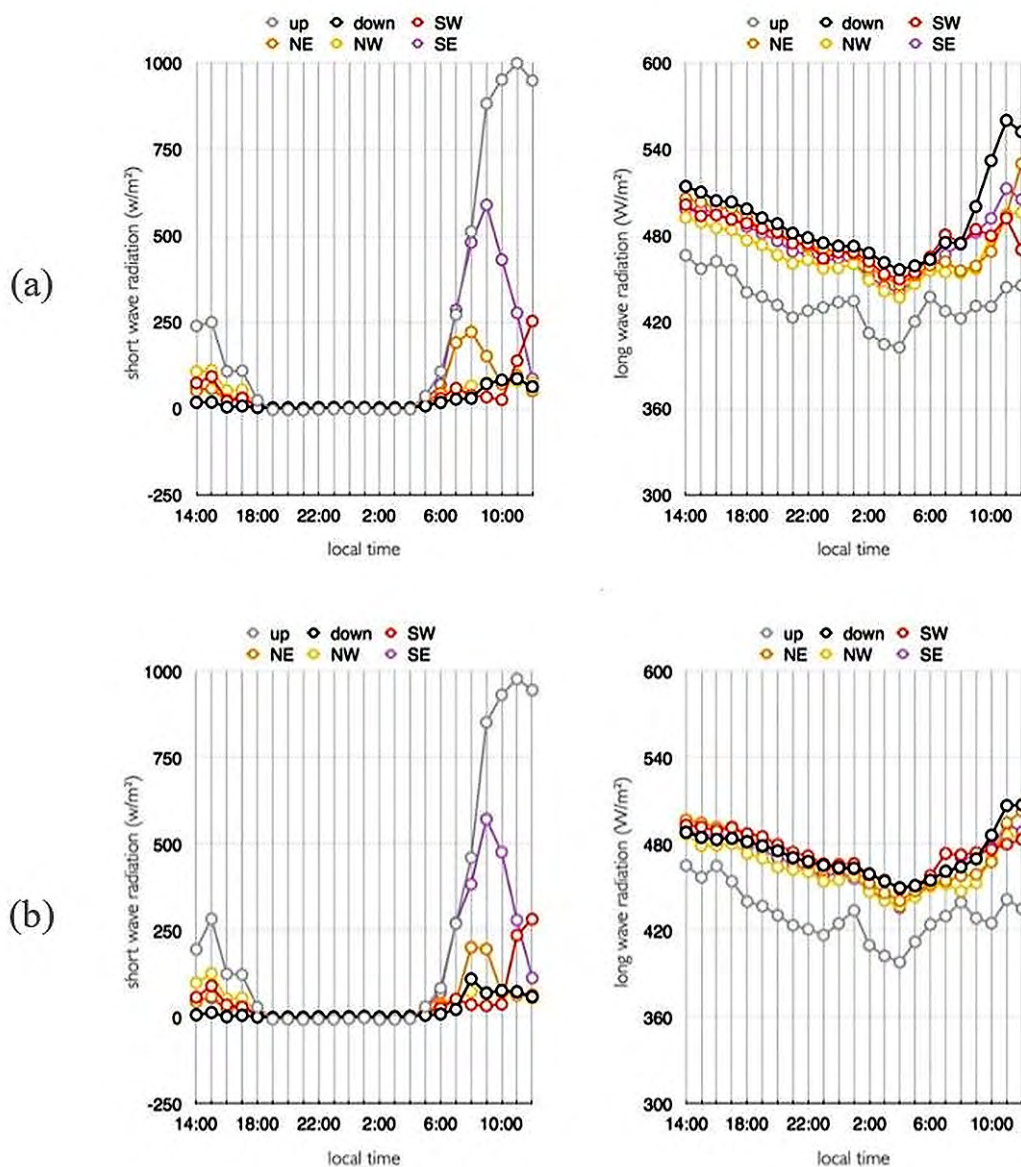 up down SW
NE NW SE
1000
750
500
250
0
-250
short wave radiation (w/m²)
14:00 18:00 22:00 2:00 6:00 10:00
local time
up down SW
NE NW SE
600
540
480
420
360
300
long wave radiation (W/m²)
14:00 18:00 22:00 2:00 6:00 10:00
local time
(a)
up down SW
NE NW SE
1000
750
500
250
0
-250
short wave radiation (w/m²)
14:00 18:00 22:00 2:00 6:00 10:00
local time
up down SW
NE NW SE
600
540
480
420
360
300
long wave radiation (W/m²)
14:00 18:00 22:00 2:00 6:00 10:00
local time
(b)